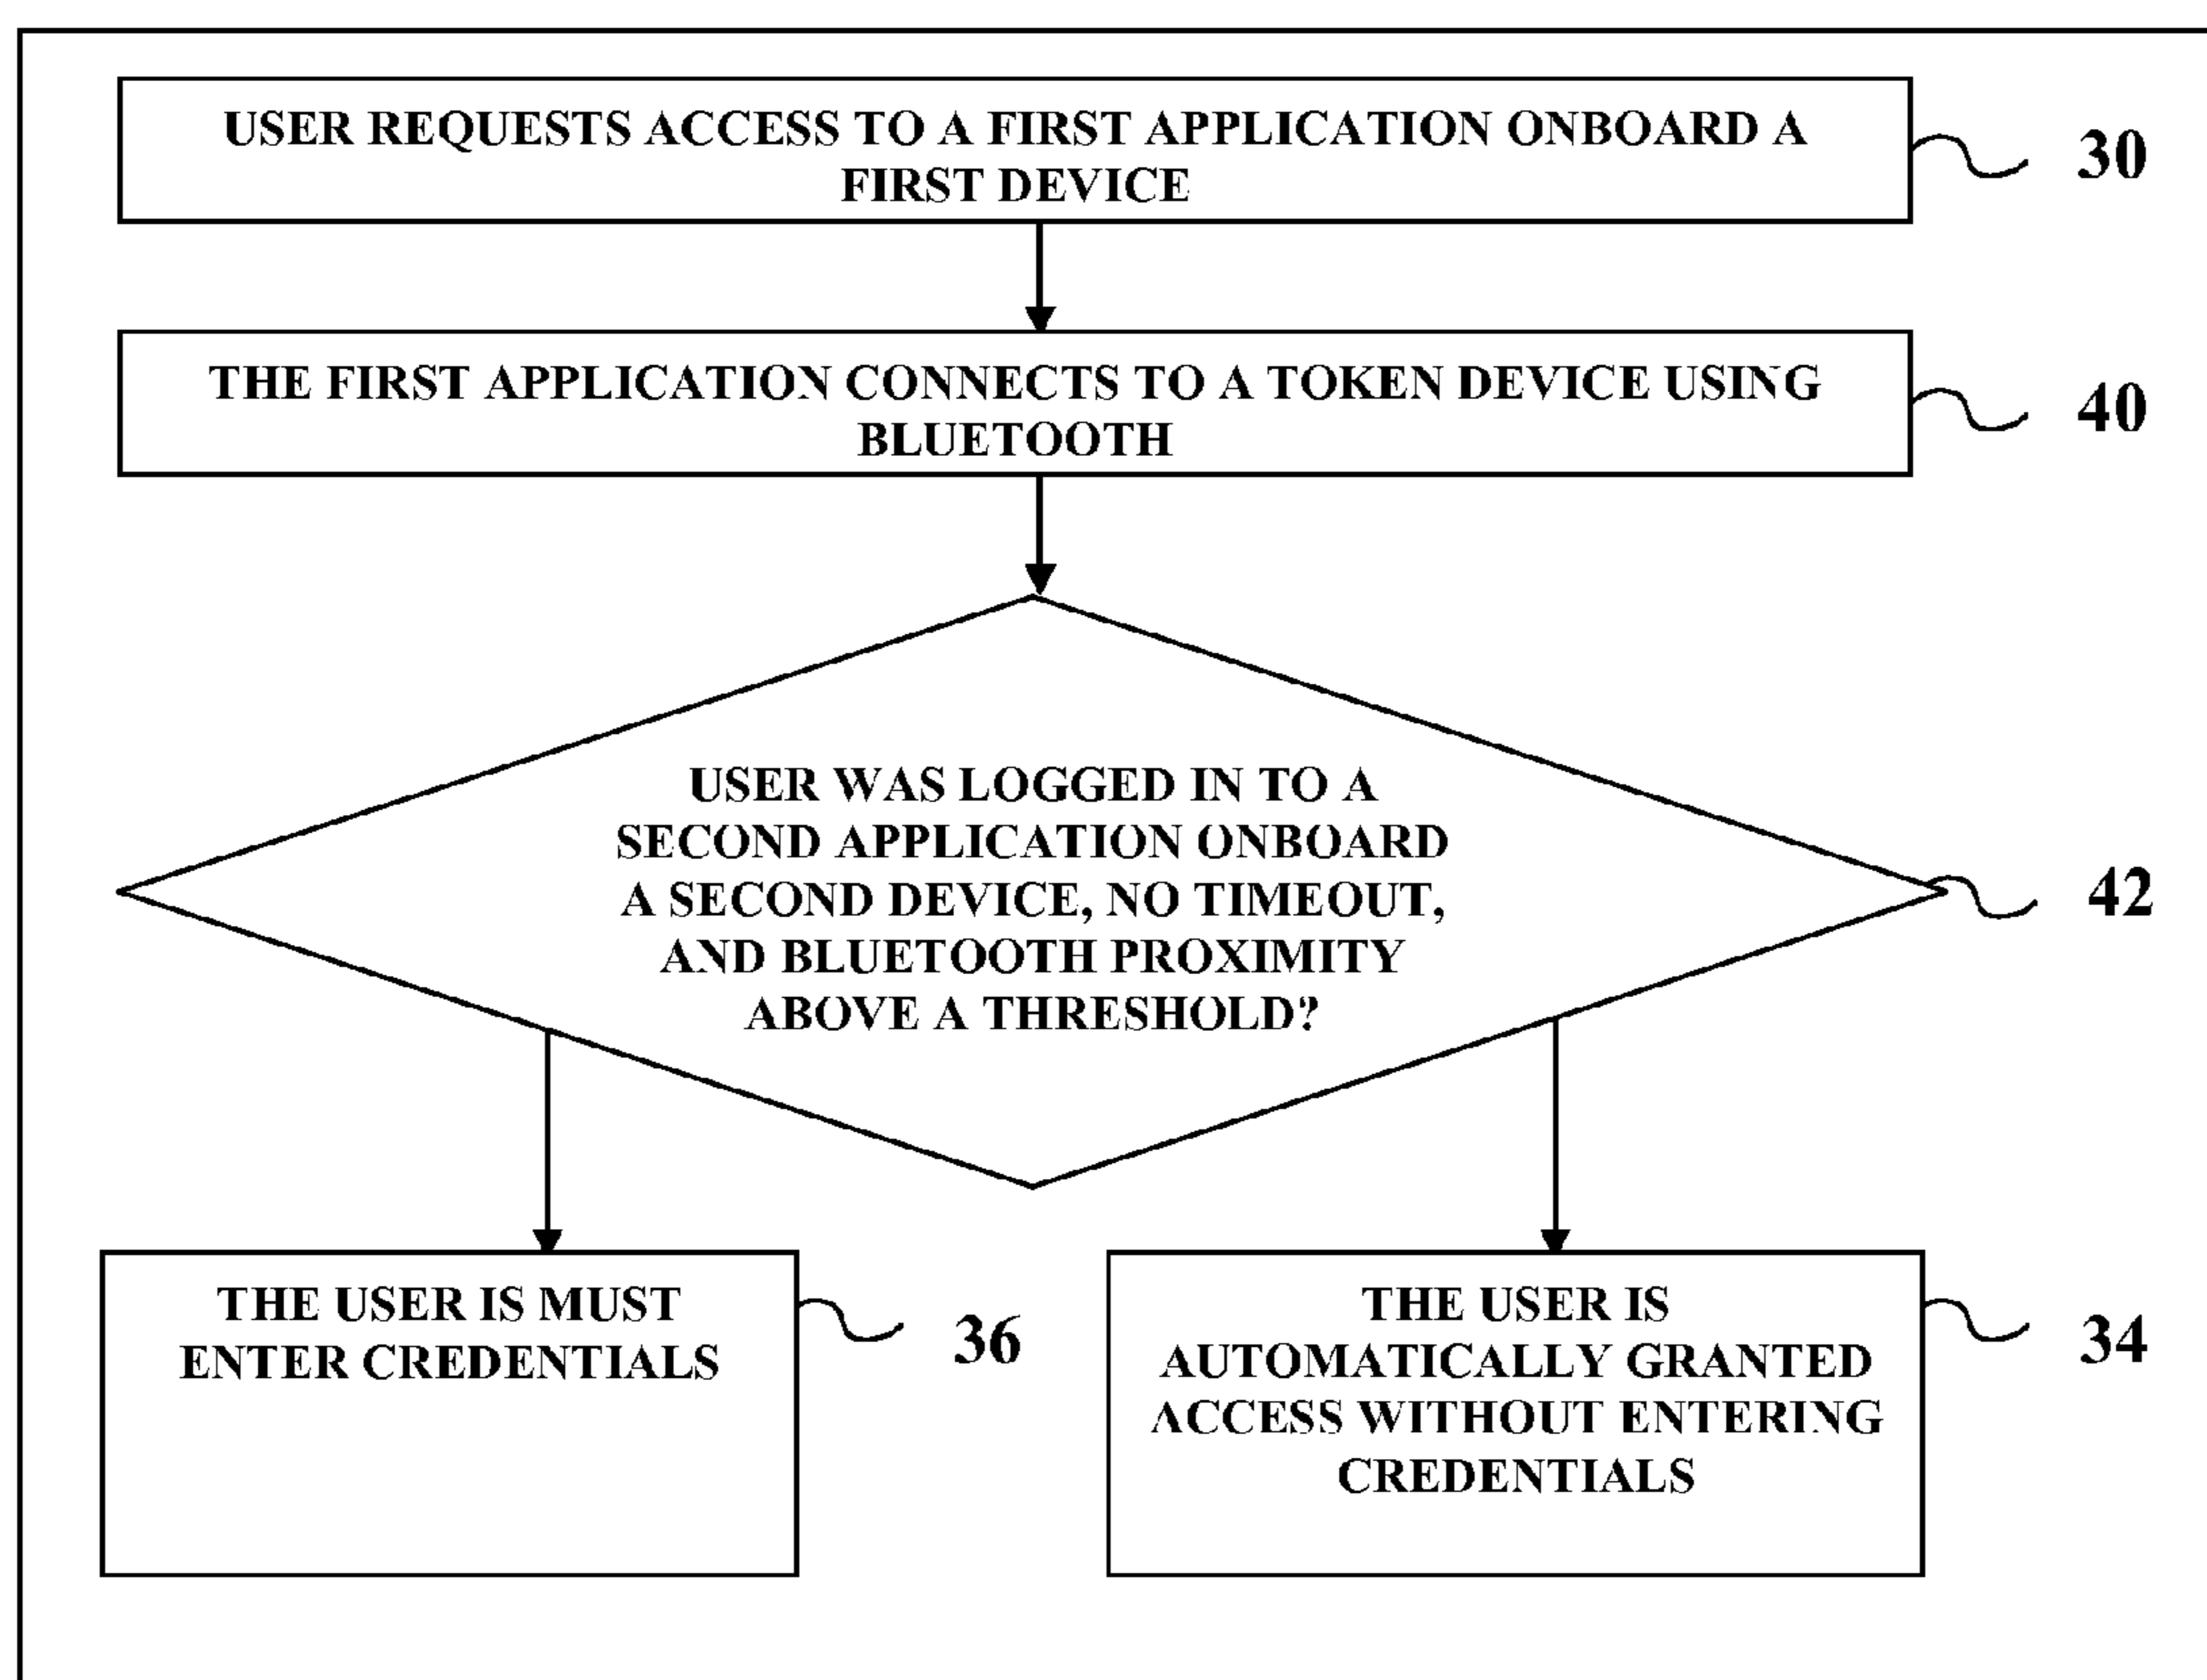 USER REQUESTS ACCESS TO A FIRST APPLICATION ONBOARD A
FIRST DEVICE
30
THE FIRST APPLICATION CONNECTS TO A TOKEN DEVICE USING
BLUETOOTH
40
USER WAS LOGGED IN TO A
SECOND APPLICATION ONBOARD
A SECOND DEVICE, NO TIMEOUT,
AND BLUETOOTH PROXIMITY
ABOVE A THRESHOLD?
42
THE USER IS MUST
ENTER CREDENTIALS
36
THE USER IS
AUTOMATICALLY GRANTED
ACCESS WITHOUT ENTERING
CREDENTIALS
34